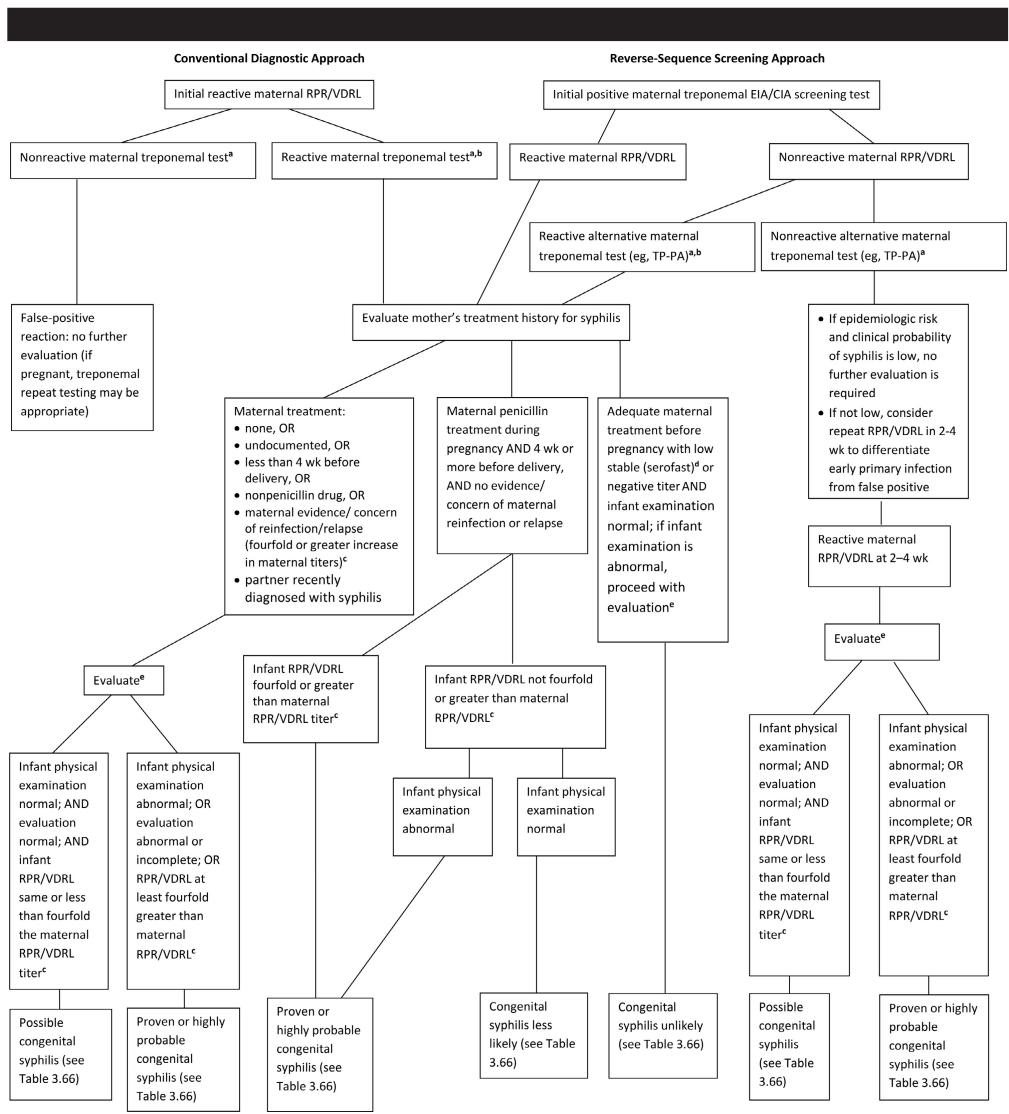 Conventional Diagnostic Approach
Reverse-Sequence Screening Approach
Initial reactive maternal RPR/VDRL
Initial positive maternal treponemal EIA/CIA screening test
Nonreactive maternal treponemal testᵃ
Reactive maternal treponemal testᵃ,ᵇ
Reactive maternal RPR/VDRL
Nonreactive maternal RPR/VDRL
Reactive alternative maternal
treponemal test (eg, TP-PA)ᵃ,ᵇ
Nonreactive alternative maternal
treponemal test (eg, TP-PA)ᵃ
False-positive
reaction: no further
evaluation (if
pregnant, treponemal
repeat testing may be
appropriate)
Evaluate mother's treatment history for syphilis
• If epidemiologic risk
and clinical probability
of syphilis is low, no
further evaluation is
required
• If not low, consider
repeat RPR/VDRL in 2-4
wk to differentiate
early primary infection
from false positive
Maternal treatment:
• none, OR
• undocumented, OR
• less than 4 wk before
delivery, OR
• nonpenicillin drug, OR
• maternal evidence/ concern
of reinfection/relapse
(fourfold or greater increase
in maternal titers)ᶜ
• partner recently
diagnosed with syphilis
Maternal penicillin
treatment during
pregnancy AND 4 wk or
more before delivery,
AND no evidence/
concern of maternal
reinfection or relapse
Adequate maternal
treatment before
pregnancy with low
stable (serofast)ᵈ or
negative titer AND
infant examination
normal; if infant
examination is
abnormal,
proceed with
evaluationᵉ
Reactive maternal
RPR/VDRL at 2–4 wk
Evaluateᵉ
Evaluateᵉ
Infant RPR/VDRL
fourfold or greater
than maternal
RPR/VDRL titerᶜ
Infant RPR/VDRL not fourfold
or greater than maternal
RPR/VDRLᶜ
Infant physical
examination
normal; AND
evaluation
normal; AND
infant
RPR/VDRL
same or less
than fourfold
the maternal
RPR/VDRL
titerᶜ
Infant physical
examination
abnormal; OR
evaluation
abnormal or
incomplete; OR
RPR/VDRL at
least fourfold
greater than
maternal
RPR/VDRLᶜ
Infant physical
examination
abnormal
Infant physical
examination
normal
Infant physical
examination
normal; AND
evaluation
normal; AND
infant
RPR/VDRL
same or less
than fourfold
the maternal
RPR/VDRL
titerᶜ
Infant physical
examination
abnormal; OR
evaluation
abnormal or
incomplete; OR
RPR/VDRL at
least fourfold
greater than
maternal
RPR/VDRLᶜ
Possible
congenital
syphilis (see
Table 3.66)
Proven or highly
probable
congenital
syphilis (see
Table 3.66)
Proven or
highly probable
congenital
syphilis (see
Table 3.66)
Congenital
syphilis less
likely (see Table
3.66)
Congenital
syphilis unlikely
(see Table 3.66)
Possible
congenital
syphilis
(see Table
3.66)
Proven or highly
probable
congenital
syphilis (see
Table 3.66)